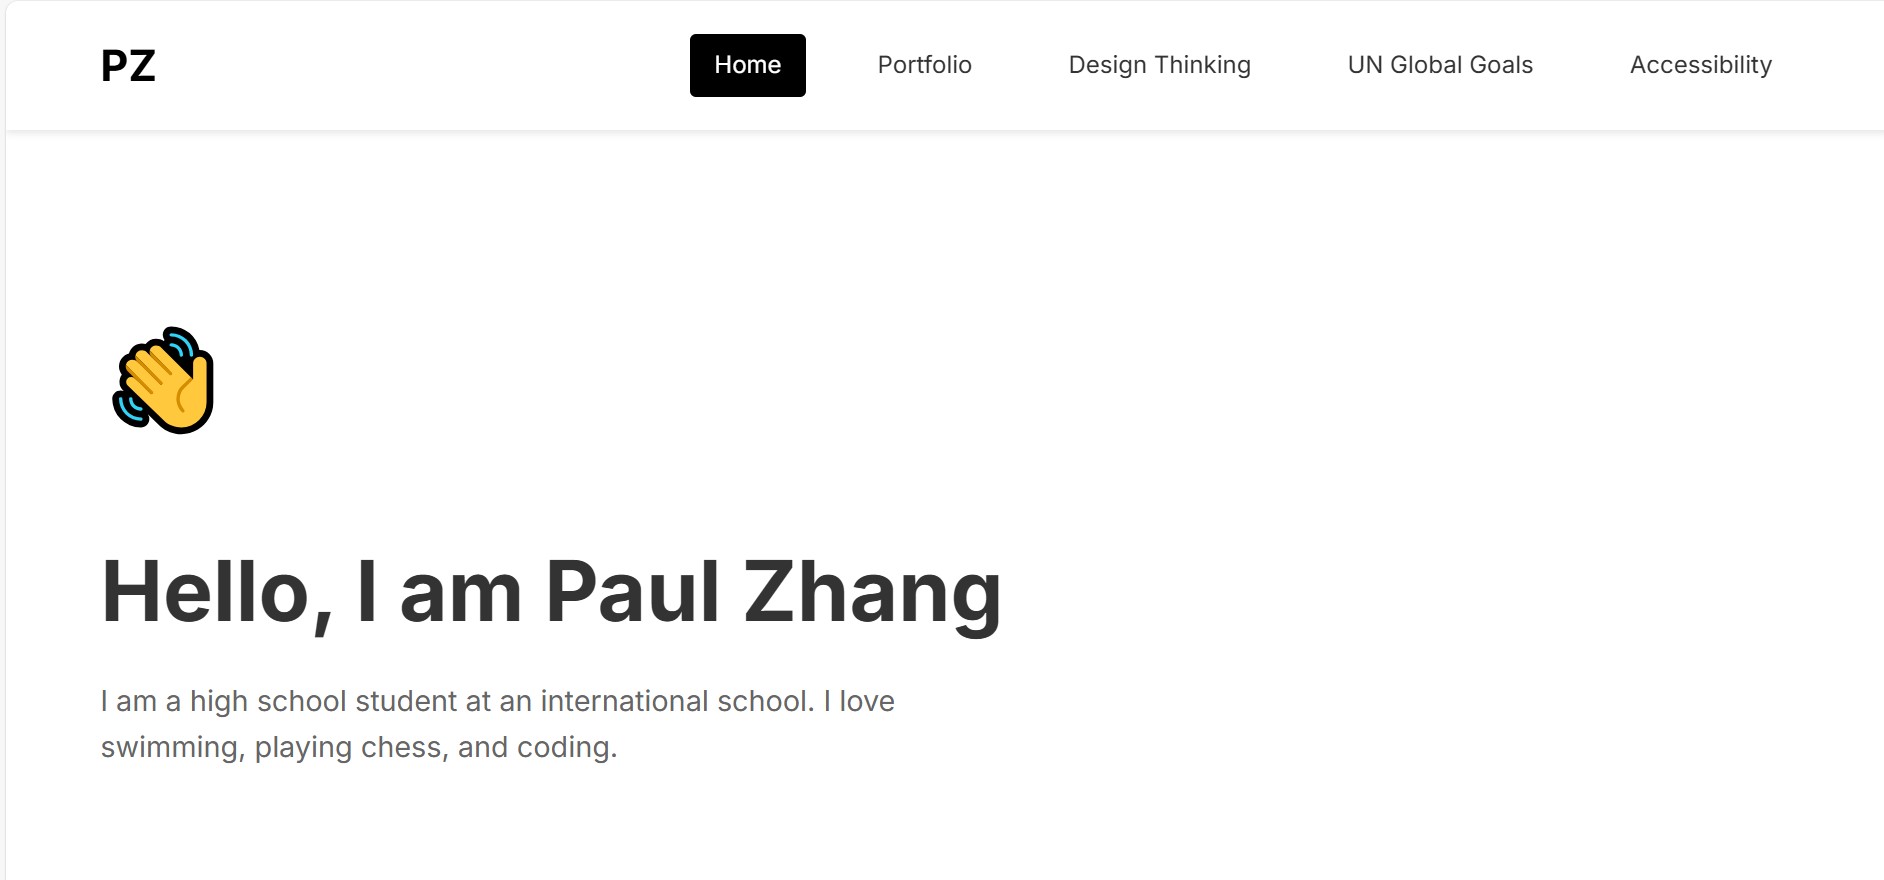 PZ
Home
Portfolio
Design Thinking
UN Global Goals
Accessibility
Hello, I am Paul Zhang
I am a high school student at an international school. I love
swimming, playing chess, and coding.